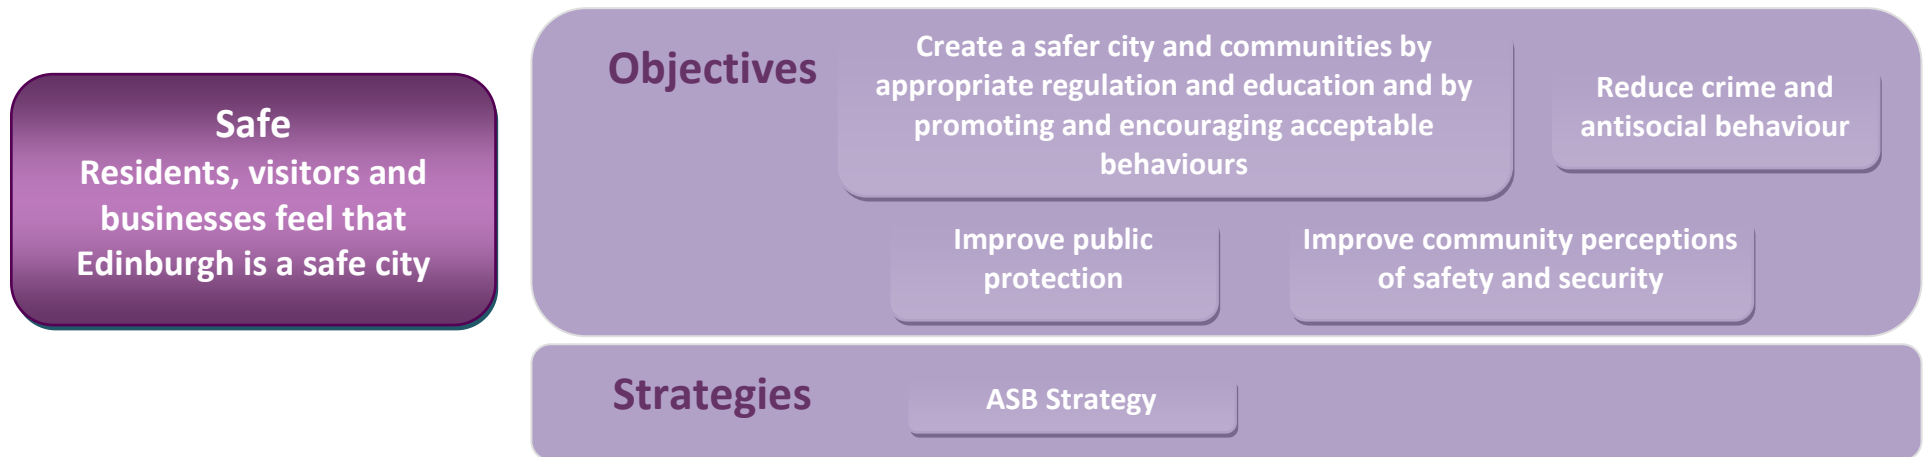 Safe
Residents, visitors and
businesses feel that
Edinburgh is a safe city
Objectives
Create a safer city and communities by
appropriate regulation and education and by
promoting and encouraging acceptable
behaviours
Reduce crime and
antisocial behaviour
Improve public
protection
Improve community perceptions
of safety and security
Strategies
ASB Strategy